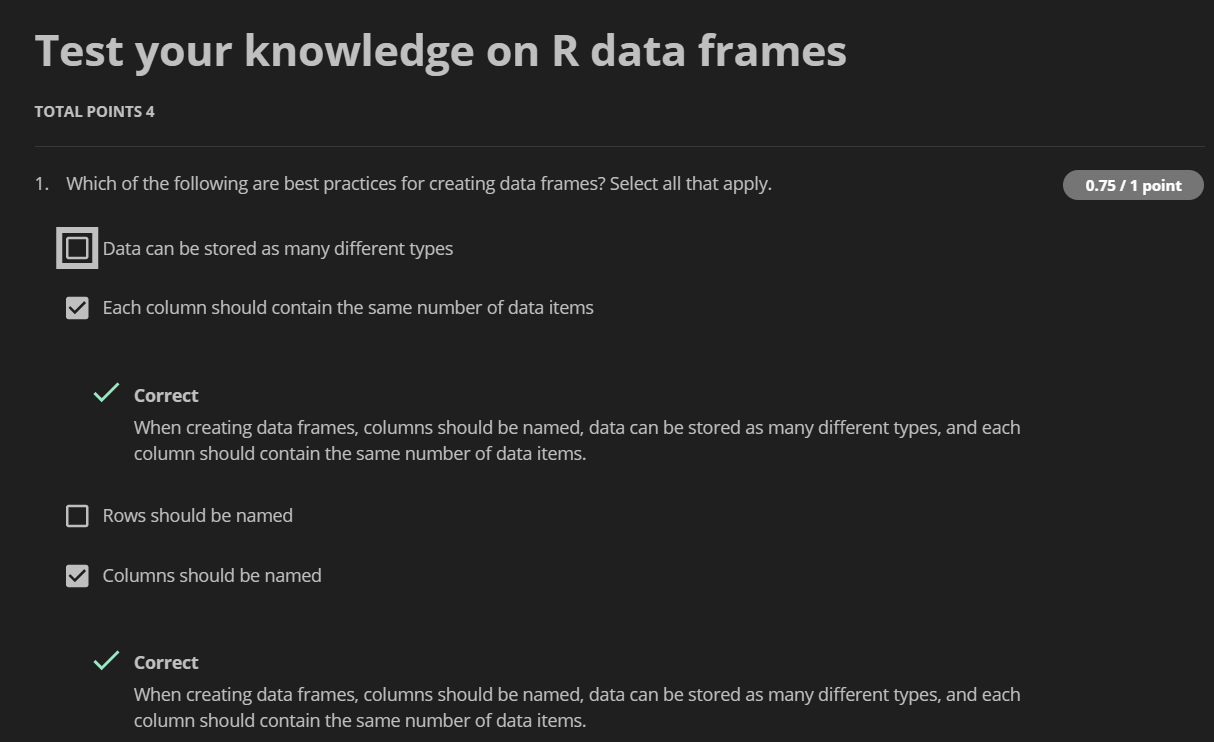 Test your knowledge on R data frames
TOTAL POINTS 4
1. Which of the following are best practices for creating data frames? Select all that apply.
0.75 / 1 point
Data can be stored as many different types
Each column should contain the same number of data items
Correct
When creating data frames, columns should be named, data can be stored as many different types, and each
column should contain the same number of data items.
Rows should be named
Columns should be named
Correct
When creating data frames, columns should be named, data can be stored as many different types, and each
column should contain the same number of data items.